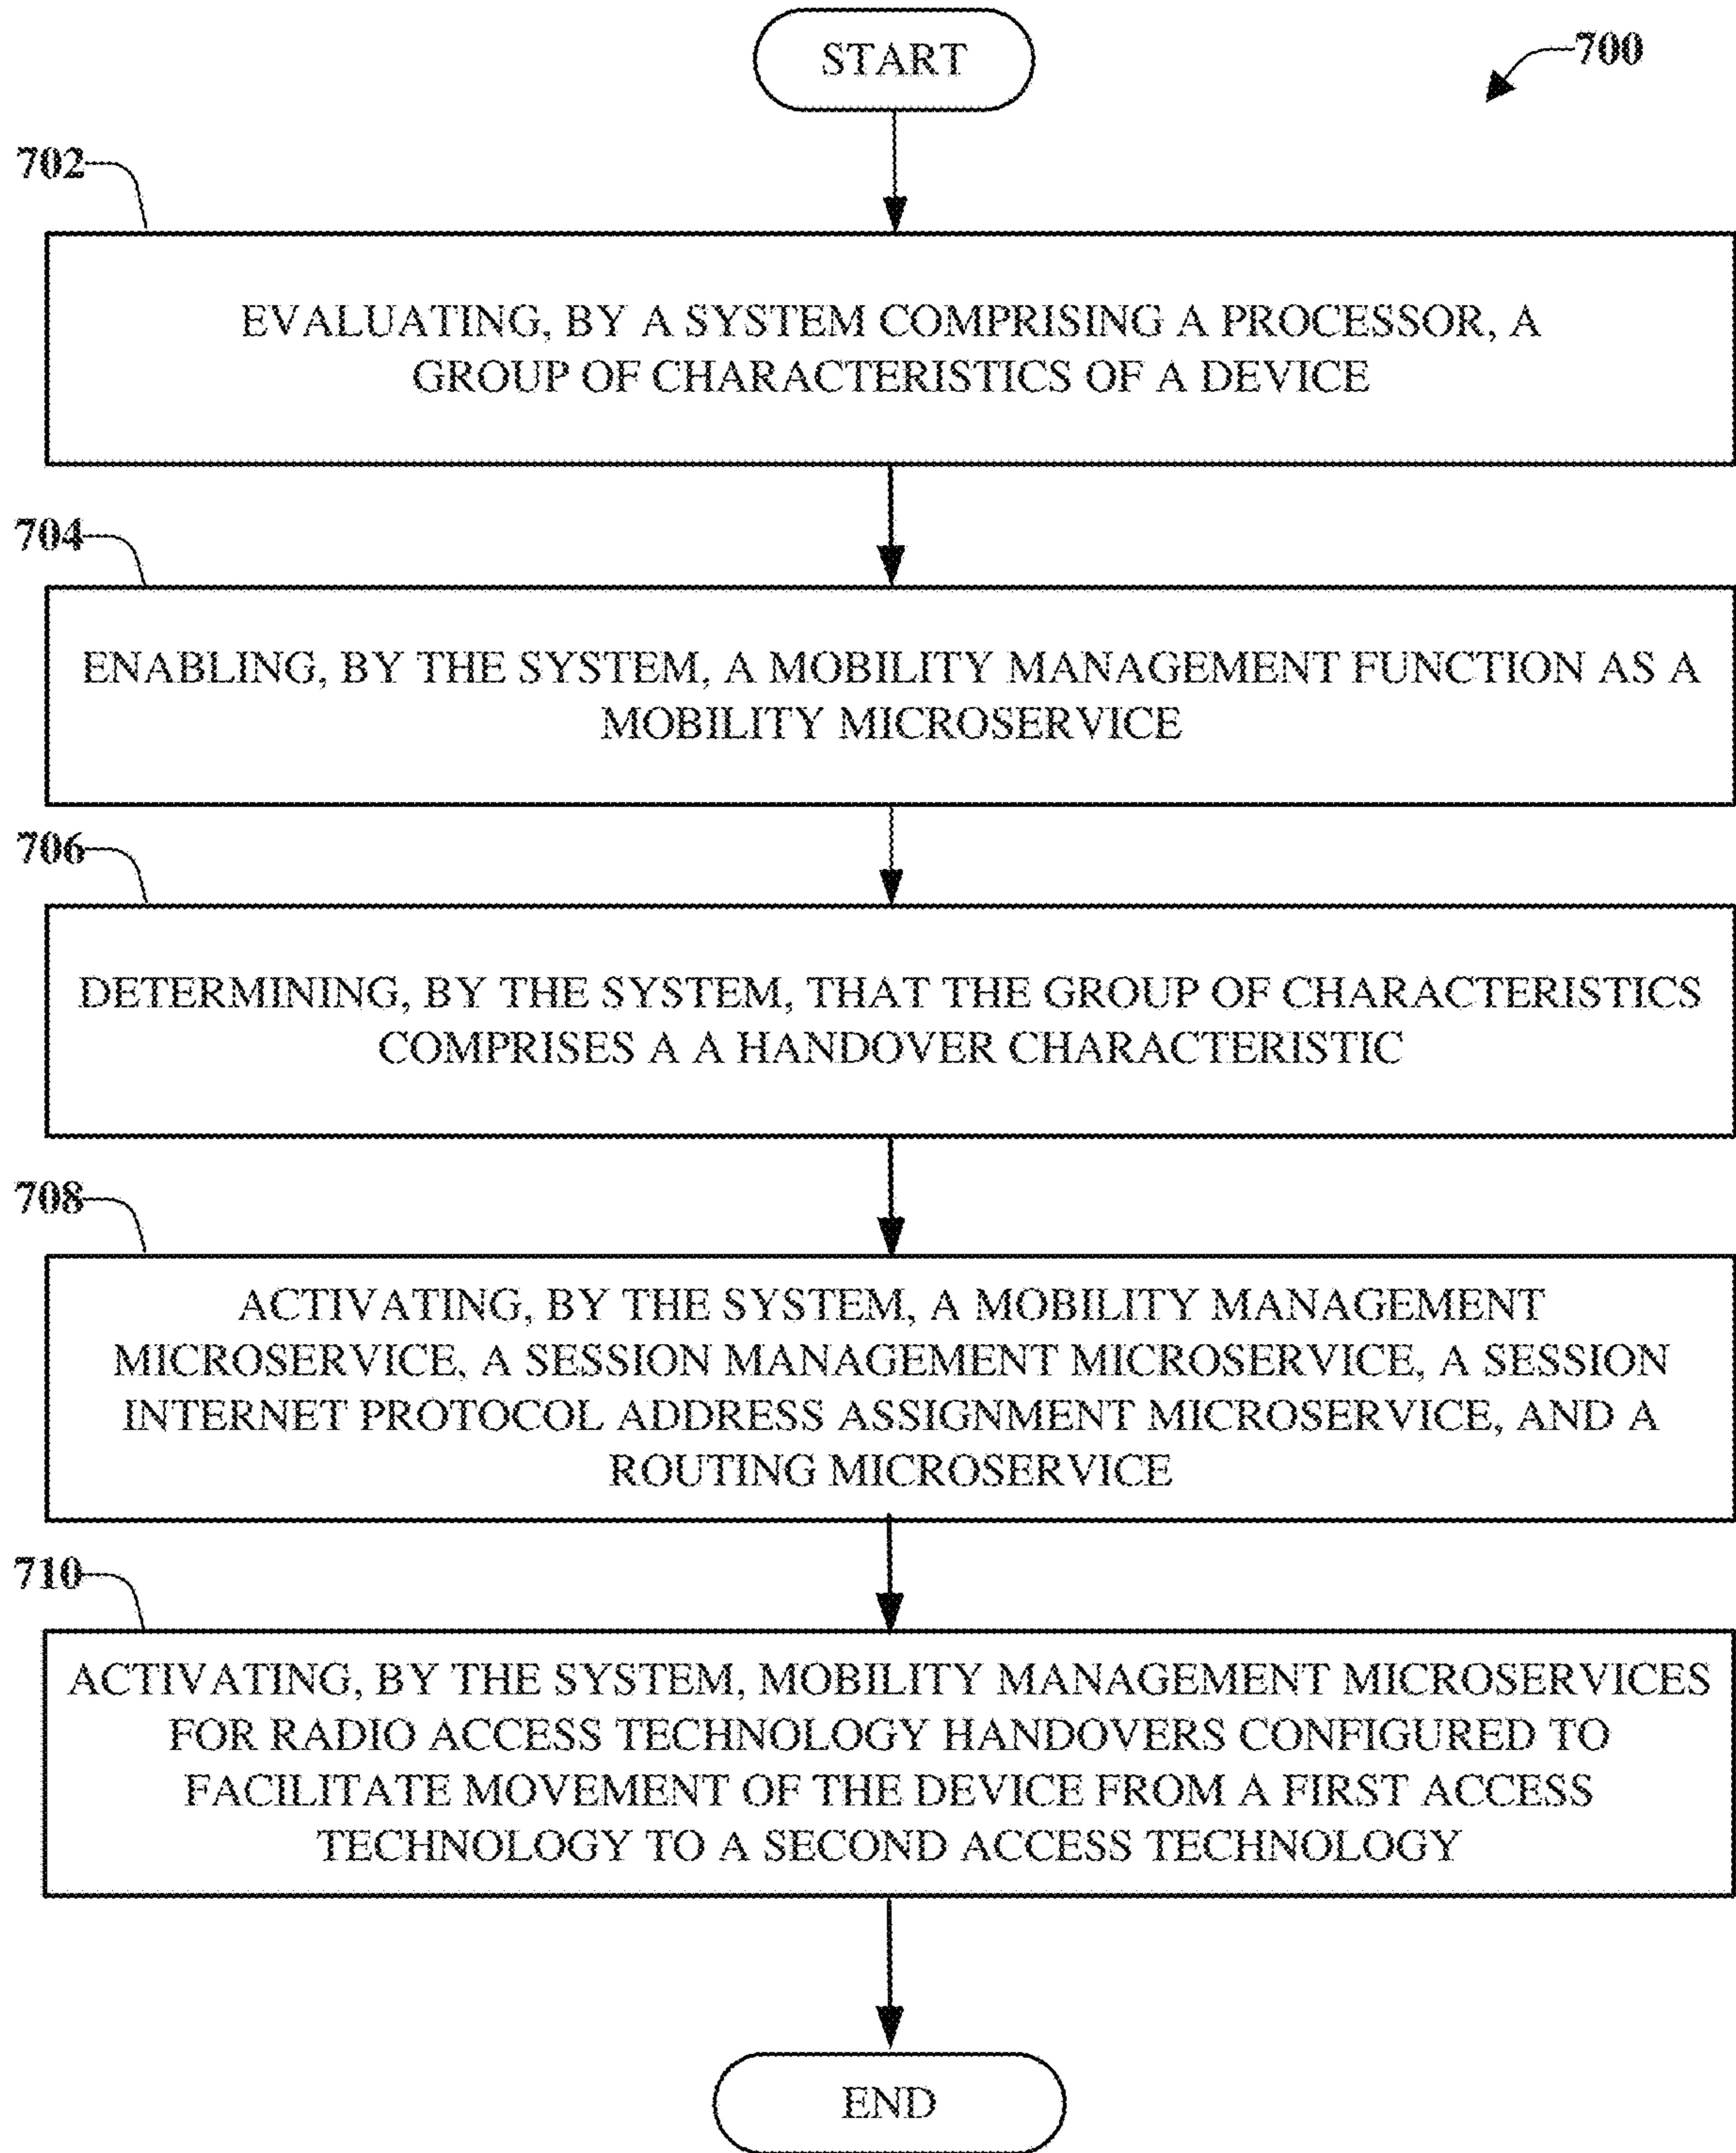 START
700
702
EVALUATING, BY A SYSTEM COMPRISING A PROCESSOR, A
GROUP OF CHARACTERISTICS OF A DEVICE
704
ENABLING, BY THE SYSTEM, A MOBILITY MANAGEMENT FUNCTION AS A
MOBILITY MICROSERVICE
706
DETERMINING, BY THE SYSTEM, THAT THE GROUP OF CHARACTERISTICS
COMPRISES A A HANDOVER CHARACTERISTIC
708
ACTIVATING, BY THE SYSTEM, A MOBILITY MANAGEMENT
MICROSERVICE, A SESSION MANAGEMENT MICROSERVICE, A SESSION
INTERNET PROTOCOL ADDRESS ASSIGNMENT MICROSERVICE, AND A
ROUTING MICROSERVICE
710
ACTIVATING, BY THE SYSTEM, MOBILITY MANAGEMENT MICROSERVICES
FOR RADIO ACCESS TECHNOLOGY HANDOVERS CONFIGURED TO
FACILITATE MOVEMENT OF THE DEVICE FROM A FIRST ACCESS
TECHNOLOGY TO A SECOND ACCESS TECHNOLOGY
END